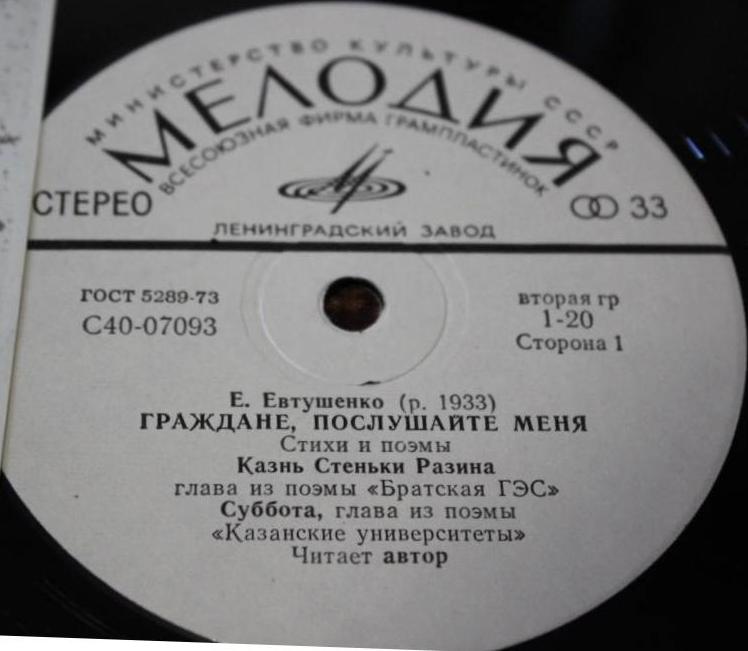 МИНИСТЕРСТВО КУЛЬТУРЫ СССР
МЕЛОДИЯ
ВСЕСОЮЗНАЯ ФИРМА ГРАМПЛАСТИНОК
СТЕРЕО
33
ЛЕНИНГРАДСКИЙ ЗАВОД
ГОСТ 5289-73
С40-07093
вторая гр
1-20
Сторона 1
Е. Евтушенко (р. 1933)
ГРАЖДАНЕ, ПОСЛУШАЙТЕ МЕНЯ
Стихи и поэмы
Казнь Стеньки Разина
глава из поэмы «Братская ГЭС»
Суббота, глава из поэмы
«Казанские университеты»
Читает автор